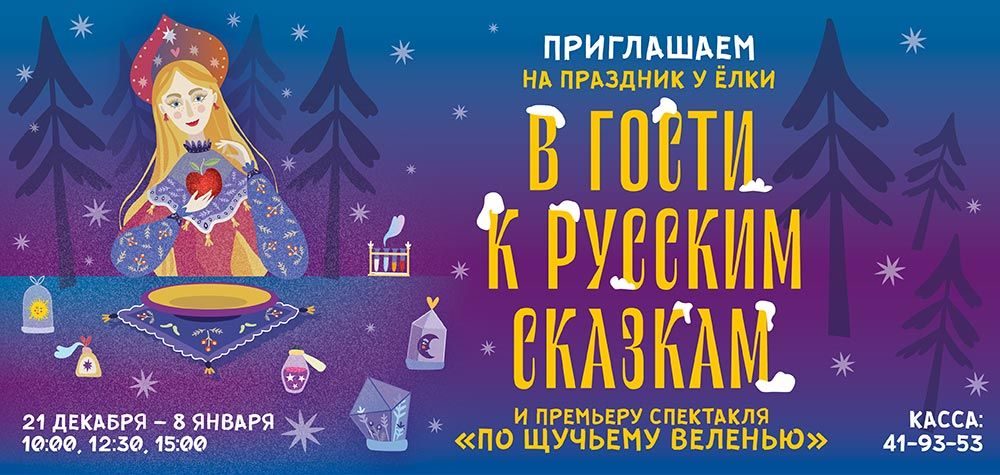 ПРИГЛАШАЕМ
НА ПРАЗДНИК У ЁЛКИ
В ГОСТИ
К РУССКИМ
СКАЗКАМ
И ПРЕМЬЕРУ СПЕКТАКЛЯ
«ПО ЩУЧЬЕМУ ВЕЛЕНЬЮ»
21 ДЕКАБРЯ – 8 ЯНВАРЯ
10:00, 12:30, 15:00
КАССА:
41-93-53